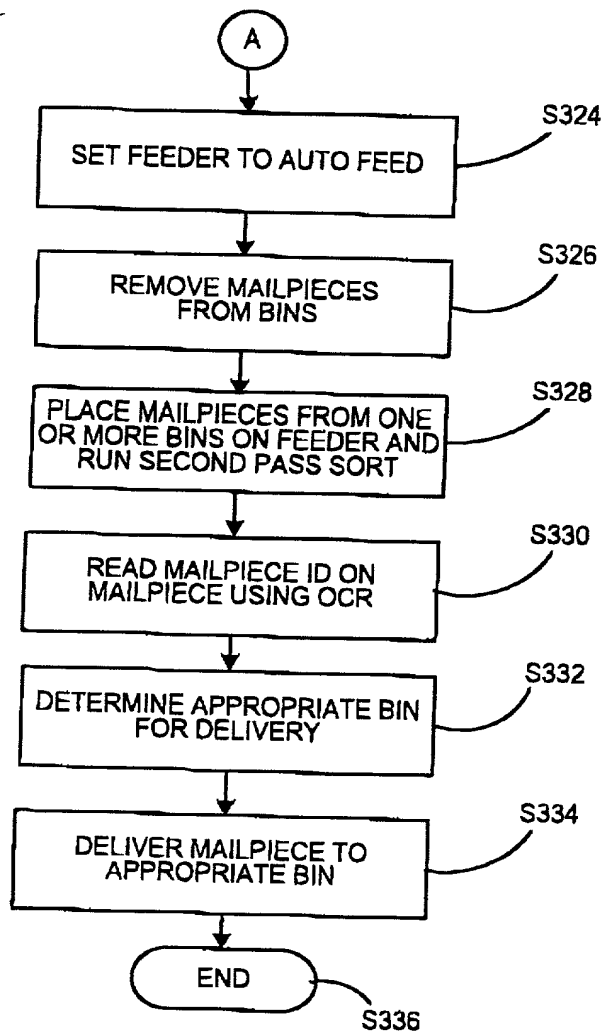 A
S324
SET FEEDER TO AUTO FEED
S326
REMOVE MAILPIECES
FROM BINS
S328
PLACE MAILPIECES FROM ONE
OR MORE BINS ON FEEDER AND
RUN SECOND PASS SORT
S330
READ MAILPIECE ID ON
MAILPIECE USING OCR
S332
DETERMINE APPROPRIATE BIN
FOR DELIVERY
S334
DELIVER MAILPIECE TO
APPROPRIATE BIN
END
S336